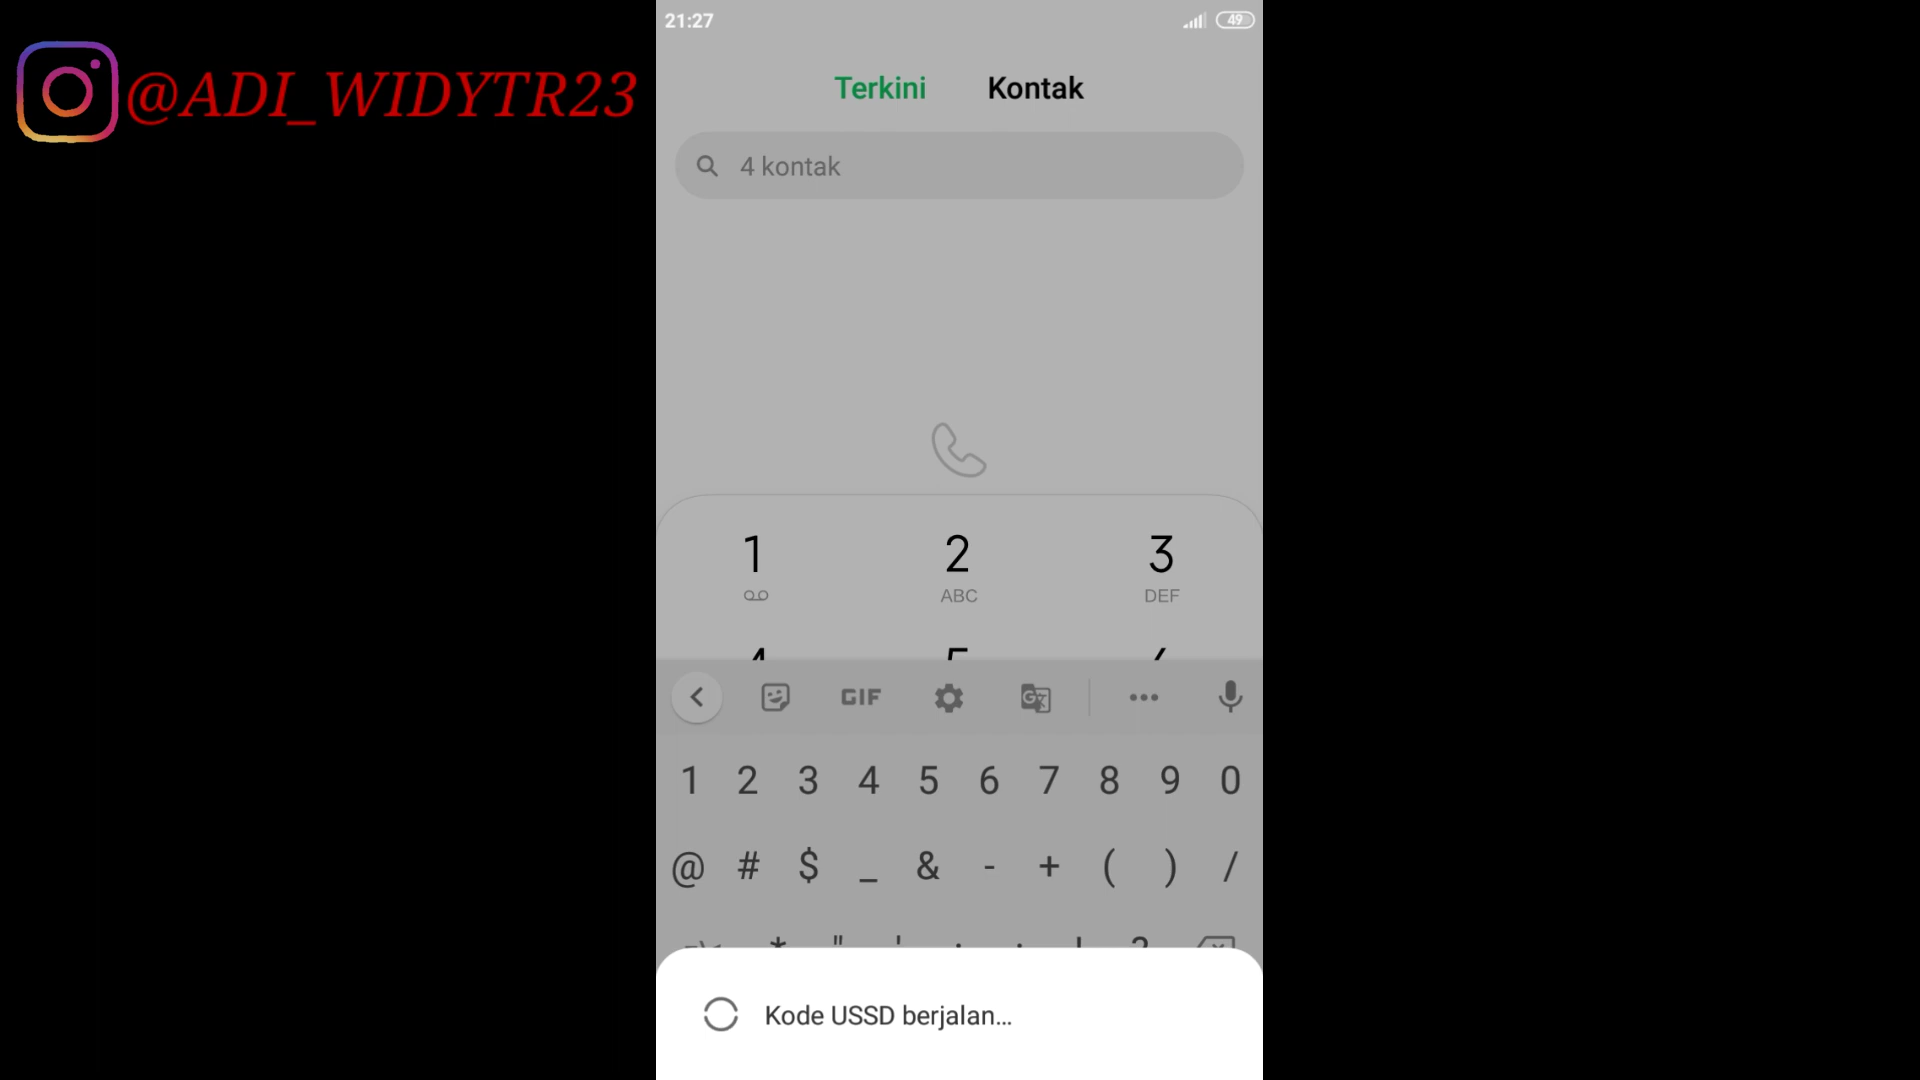 21:27
49
@ADI_WIDYTR23
Terkini Kontak
4 kontak
1 2 3
ABC DEF
GIF
1 2 3 4 5 6 7 8 9 0
@ # $ _ & - + ( ) /
Kode USSD berjalan...